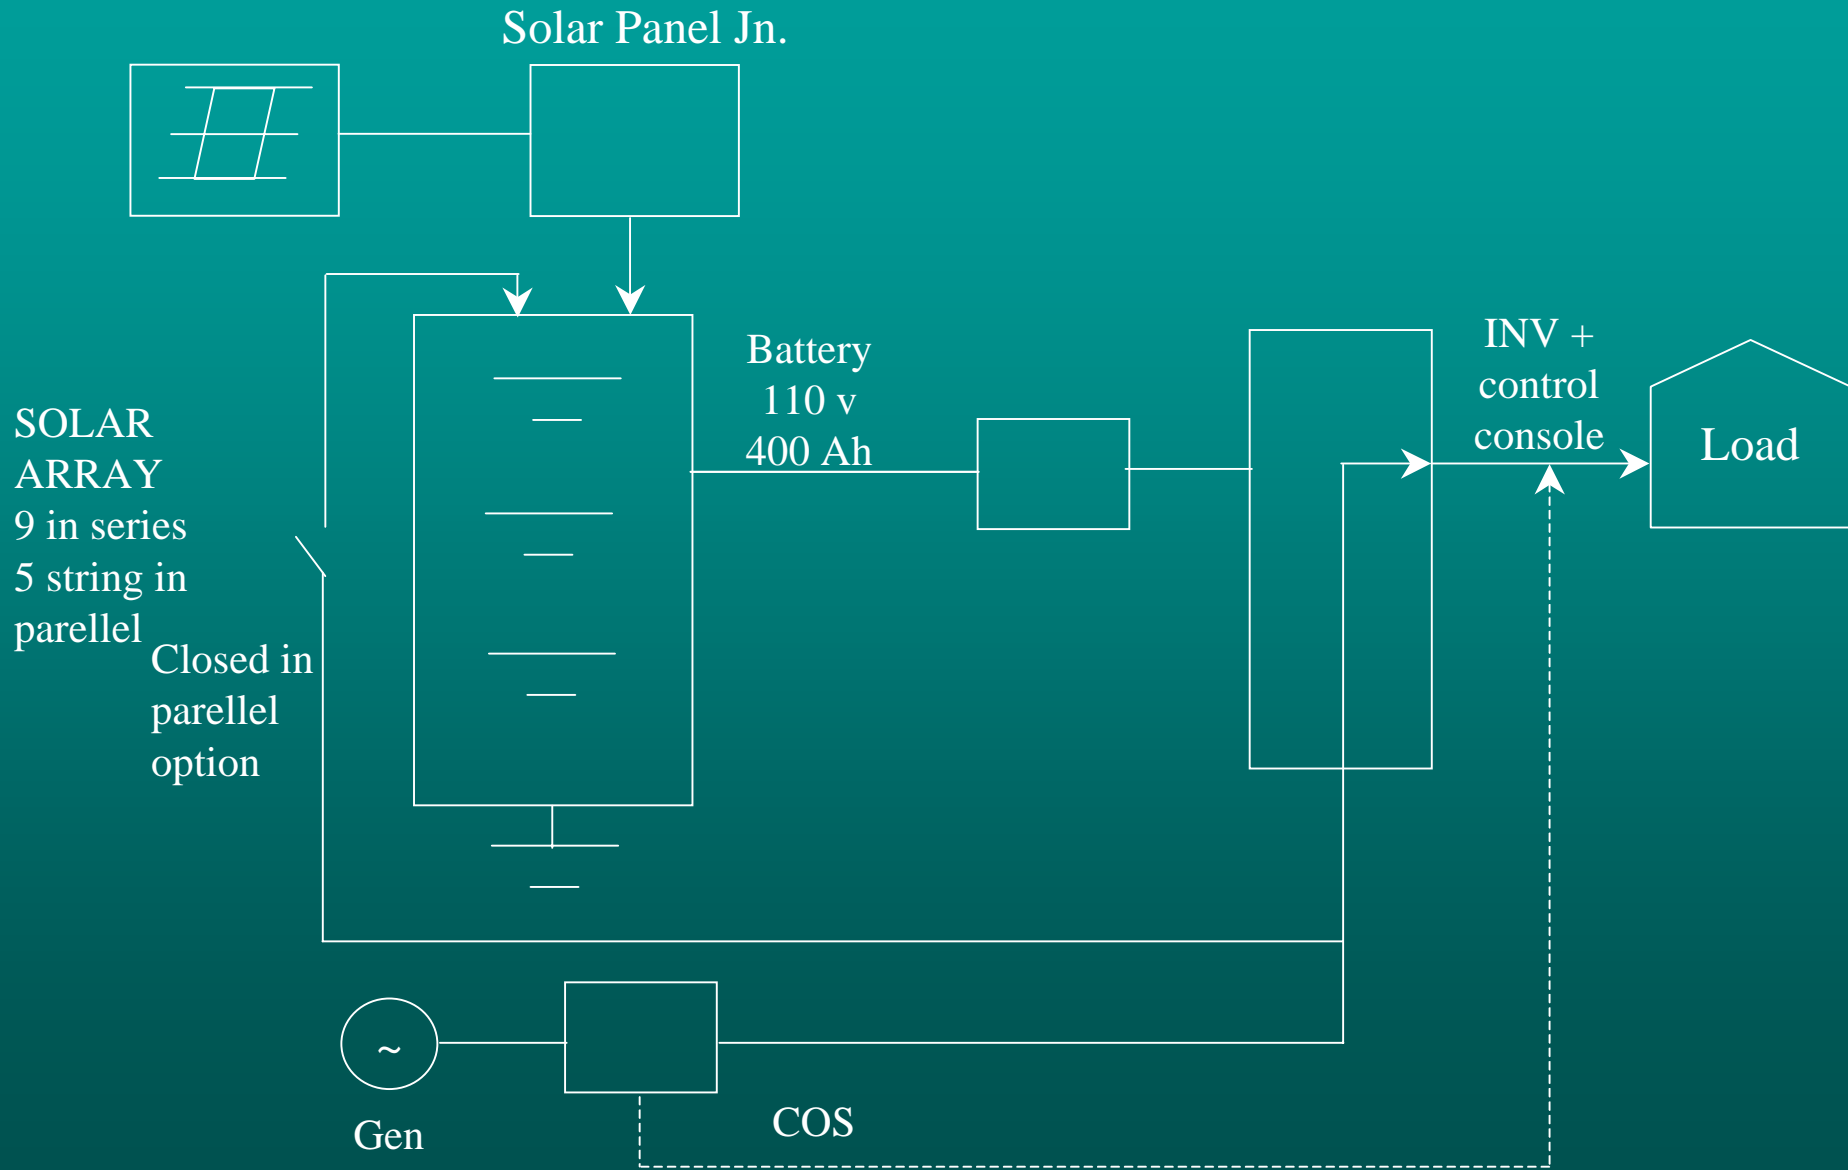 Solar Panel Jn.
SOLAR
ARRAY
9 in series
5 string in
parellel
Closed in
parellel
option
Battery
110 v
400 Ah
INV +
control
console
Load
~
Gen
COS